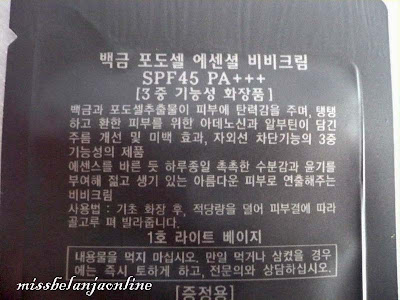 백금 포도셀 에센셜 비비크림
SPF45 PA+++
[3중 기능성 화장품]
백금과 포도셀추출물이 피부에 탄력감을 주며, 탱탱
하고 환한 피부를 위한 아데노신과 알부틴이 담긴
주름 개선 및 미백 효과, 자외선 차단기능의 3중
기능성의 제품
에센스를 바른 듯 하루종일 촉촉한 수분감과 윤기를
부여해 젊고 생기 있는 아름다운 피부로 연출해주는
비비크림
사용법 : 기초 화장 후, 적당량을 덜어 피부결에 따라
골고루 펴 발라줍니다.
1호 라이트 베이지
내용물을 먹지 마십시오. 만일 먹거나 삼켰을 경우
에는 즉시 토하게 하고, 전문의와 상담하십시오.
missbelanjaonline
[증정용]